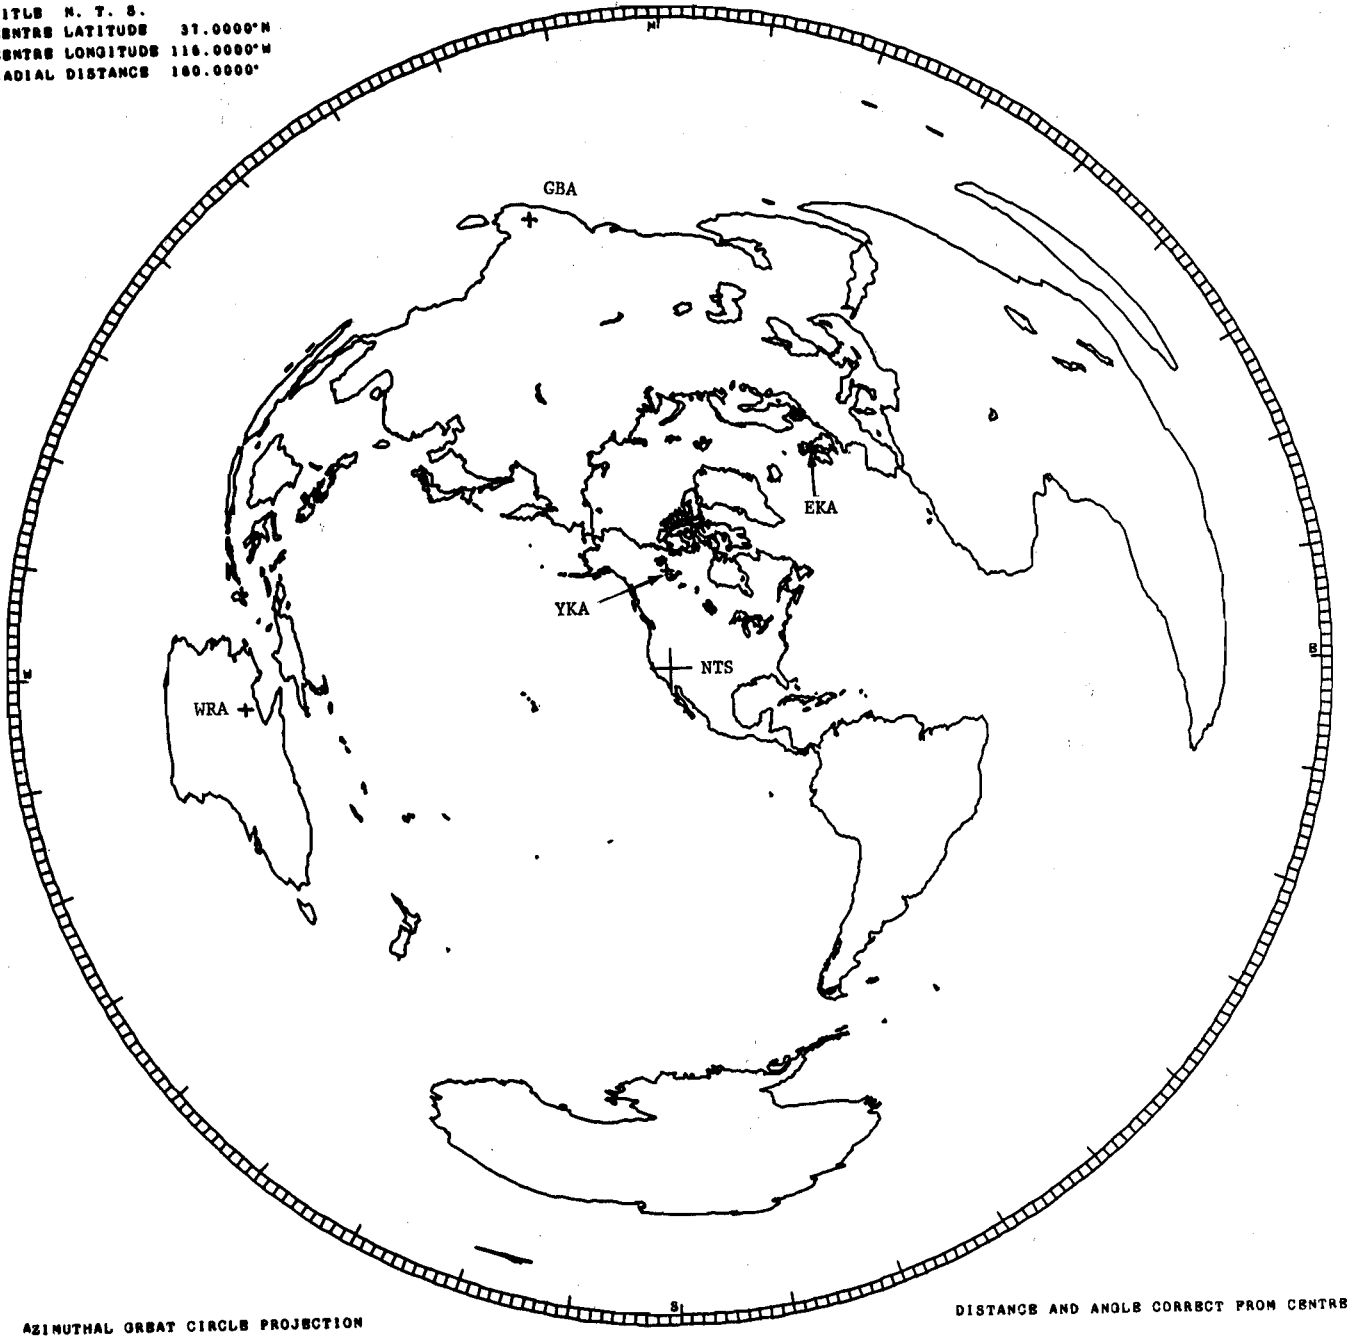 ITLE N. T. S.
ENTRE LATITUDE 37.0000°N
ENTRE LONGITUDE 116.0000°W
ADIAL DISTANCE 180.0000°
N
GBA
EKA
YKA
NTS
E
W
WRA
S
DISTANCE AND ANGLE CORRECT FROM CENTRE
AZIMUTHAL GREAT CIRCLE PROJECTION